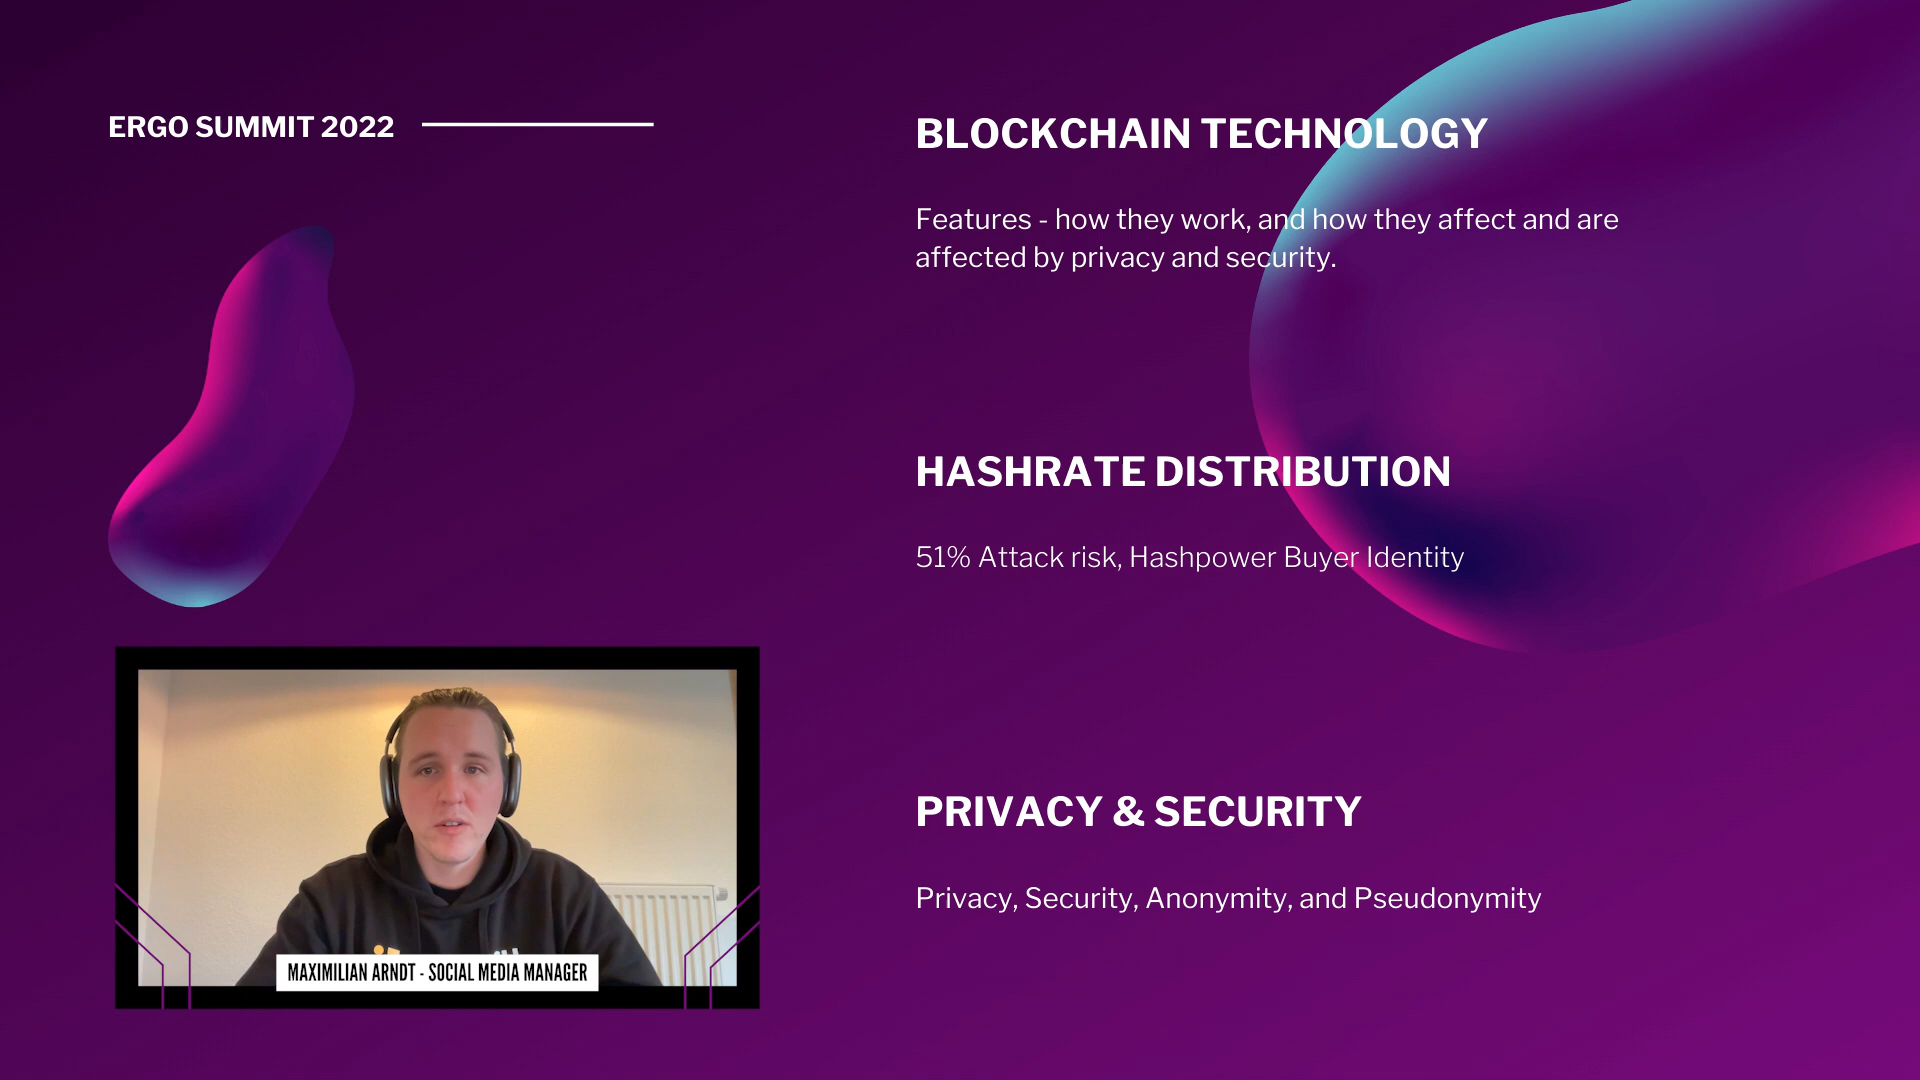 ERGO SUMMIT 2022
BLOCKCHAIN TECHNOLOGY
Features - how they work, and how they affect and are
affected by privacy and security.
HASHRATE DISTRIBUTION
51% Attack risk, Hashpower Buyer Identity
PRIVACY & SECURITY
Privacy, Security, Anonymity, and Pseudonymity
MAXIMILIAN ARNDT - SOCIAL MEDIA MANAGER